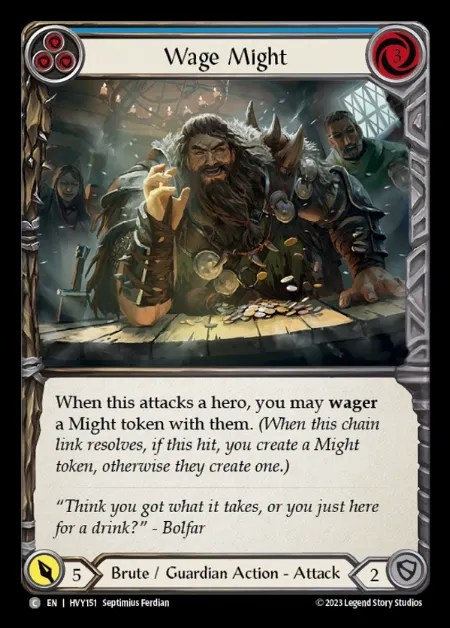 Wage Might
3
When this attacks a hero, you may wager
a Might token with them. (When this chain
link resolves, if this hit, you create a Might
token, otherwise they create one.)
“Think you got what it takes, or you just here
for a drink?” - Bolfar
5
Brute / Guardian Action - Attack
2
C EN | HVY151 Septimius Ferdian
© 2023 Legend Story Studios